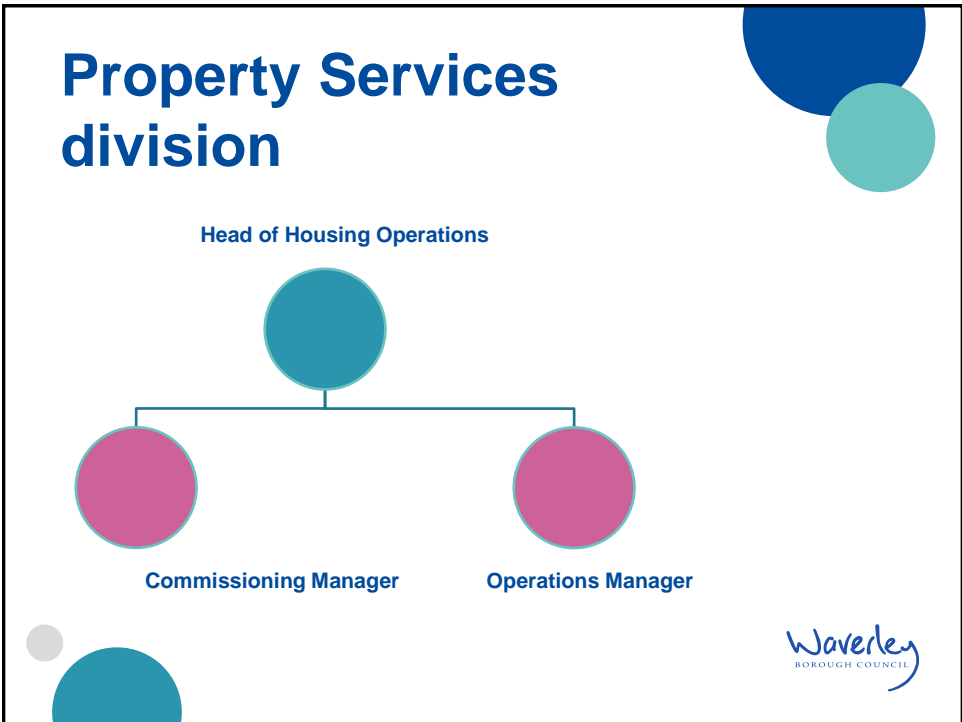 Property Services
division
Head of Housing Operations
Commissioning Manager
Operations Manager
Waverley
BOROUGH COUNCIL